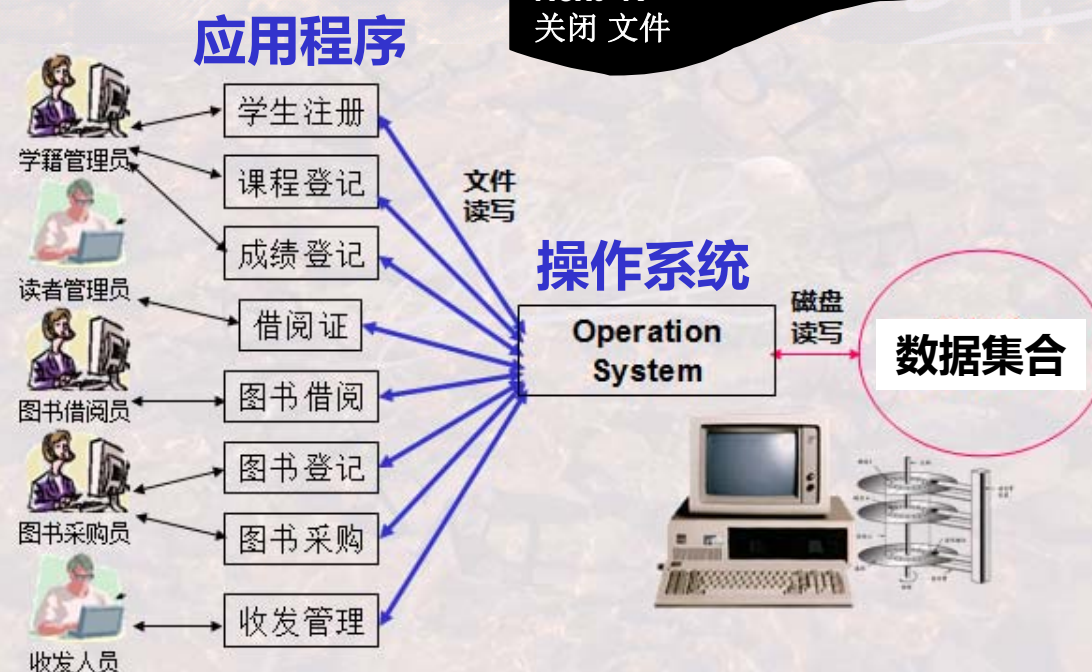 关闭 文件
应用程序
学籍管理员
读者管理员
图书借阅员
图书采购员
收发人员
学生注册
课程登记
成绩登记
借阅证
图书借阅
图书登记
图书采购
收发管理
文件
读写
操作系统
Operation
System
磁盘
读写
数据集合